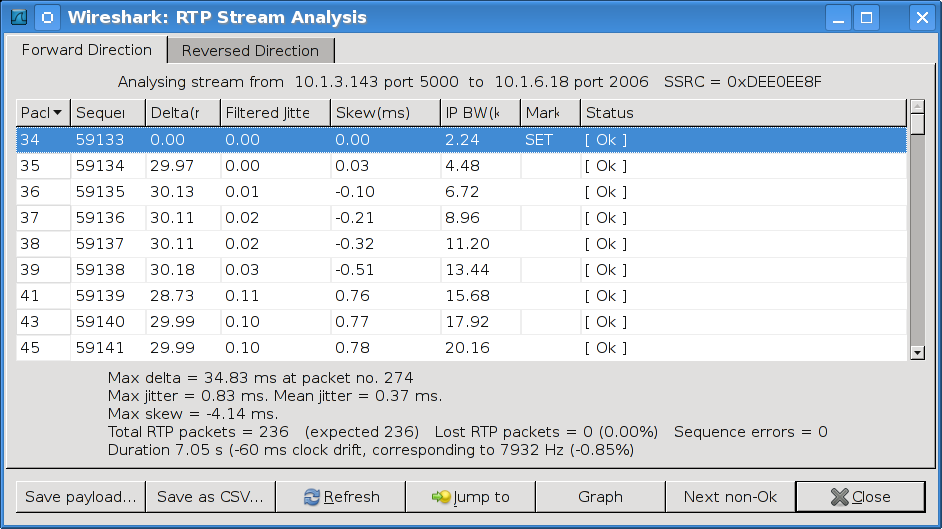 Wireshark: RTP Stream Analysis
Forward Direction Reversed Direction
Analysing stream from 10.1.3.143 port 5000 to 10.1.6.18 port 2006 SSRC = 0xDEE0EE8F
Pacl Sequer Delta(r Filtered Jitte Skew(ms) IP BW(k Mark Status
34 59133 0.00 0.00 0.00 2.24 SET [ Ok ]
35 59134 29.97 0.00 0.03 4.48 [ Ok ]
36 59135 30.13 0.01 -0.10 6.72 [ Ok ]
37 59136 30.11 0.02 -0.21 8.96 [ Ok ]
38 59137 30.11 0.02 -0.32 11.20 [ Ok ]
39 59138 30.18 0.03 -0.51 13.44 [ Ok ]
41 59139 28.73 0.11 0.76 15.68 [ Ok ]
43 59140 29.99 0.10 0.77 17.92 [ Ok ]
45 59141 29.99 0.10 0.78 20.16 [ Ok ]
Max delta = 34.83 ms at packet no. 274
Max jitter = 0.83 ms. Mean jitter = 0.37 ms.
Max skew = -4.14 ms.
Total RTP packets = 236 (expected 236) Lost RTP packets = 0 (0.00%) Sequence errors = 0
Duration 7.05 s (-60 ms clock drift, corresponding to 7932 Hz (-0.85%)
Save payload... Save as CSV... Refresh Jump to Graph Next non-Ok Close